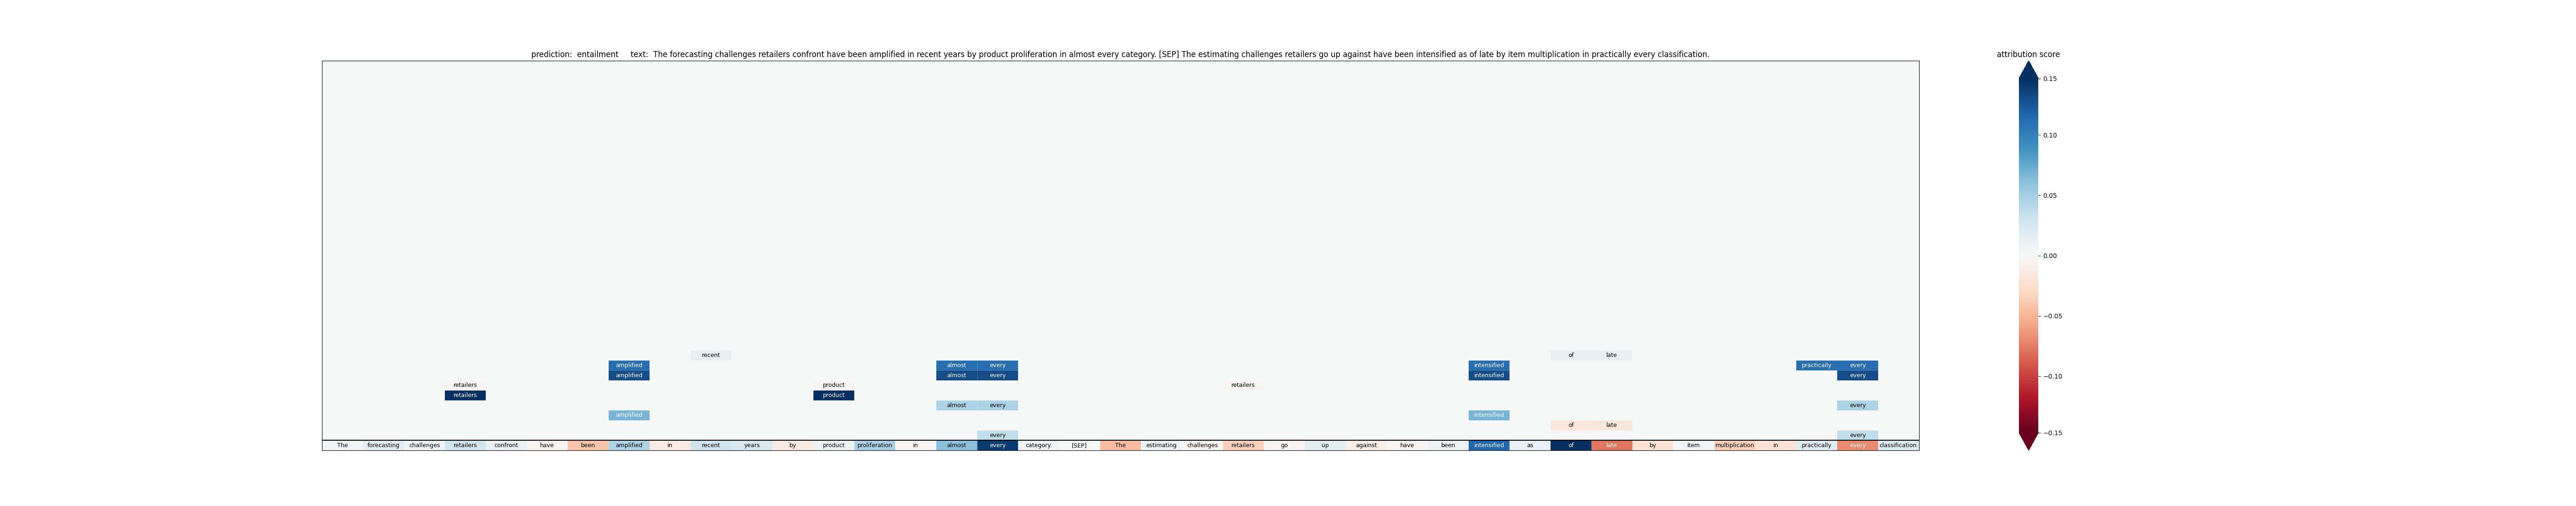 prediction:  entailment     text:  The forecasting challenges retailers confront have been amplified in recent years by product proliferation in almost every category. [SEP] The estimating challenges retailers go up against have been intensified as of late by item multiplication in practically every classification.
attribution score
0.15
0.10
0.05
0.00
−0.05
−0.10
−0.15
recent of late
amplified almost every intensified practically every
amplified almost every intensified every
retailers product retailers
retailers product
almost every every
amplified intensified
of late
every every
The forecasting challenges retailers confront have been amplified in recent years by product proliferation in almost every category. [SEP] The estimating challenges retailers go up against have been intensified as of late by item multiplication in practically every classification.